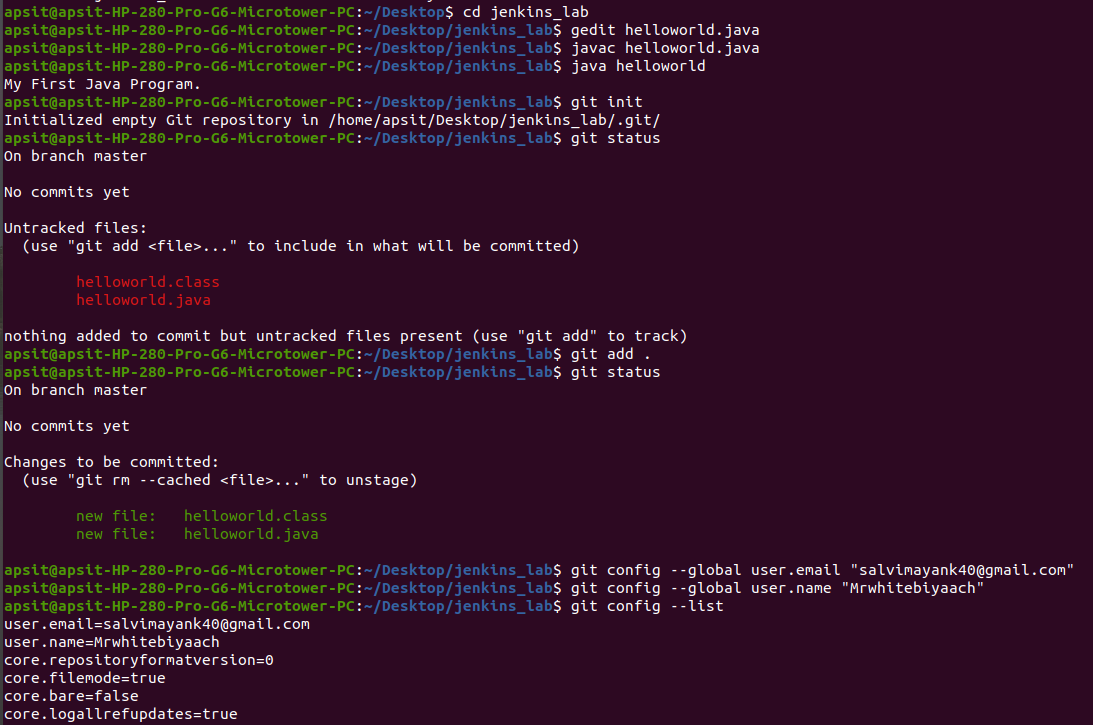 apsit@apsit-HP-280-Pro-G6-Microtower-PC:~/Desktop$ cd jenkins_lab
apsit@apsit-HP-280-Pro-G6-Microtower-PC:~/Desktop/jenkins_lab$ gedit helloworld.java
apsit@apsit-HP-280-Pro-G6-Microtower-PC:~/Desktop/jenkins_lab$ javac helloworld.java
apsit@apsit-HP-280-Pro-G6-Microtower-PC:~/Desktop/jenkins_lab$ java helloworld
My First Java Program.
apsit@apsit-HP-280-Pro-G6-Microtower-PC:~/Desktop/jenkins_lab$ git init
Initialized empty Git repository in /home/apsit/Desktop/jenkins_lab/.git/
apsit@apsit-HP-280-Pro-G6-Microtower-PC:~/Desktop/jenkins_lab$ git status
On branch master

No commits yet

Untracked files:
  (use "git add <file>..." to include in what will be committed)

        helloworld.class
        helloworld.java

nothing added to commit but untracked files present (use "git add" to track)
apsit@apsit-HP-280-Pro-G6-Microtower-PC:~/Desktop/jenkins_lab$ git add .
apsit@apsit-HP-280-Pro-G6-Microtower-PC:~/Desktop/jenkins_lab$ git status
On branch master

No commits yet

Changes to be committed:
  (use "git rm --cached <file>..." to unstage)

        new file:   helloworld.class
        new file:   helloworld.java

apsit@apsit-HP-280-Pro-G6-Microtower-PC:~/Desktop/jenkins_lab$ git config --global user.email "salvimayank40@gmail.com"
apsit@apsit-HP-280-Pro-G6-Microtower-PC:~/Desktop/jenkins_lab$ git config --global user.name "Mrwhitebiyaach"
apsit@apsit-HP-280-Pro-G6-Microtower-PC:~/Desktop/jenkins_lab$ git config --list
user.email=salvimayank40@gmail.com
user.name=Mrwhitebiyaach
core.repositoryformatversion=0
core.filemode=true
core.bare=false
core.logallrefupdates=true